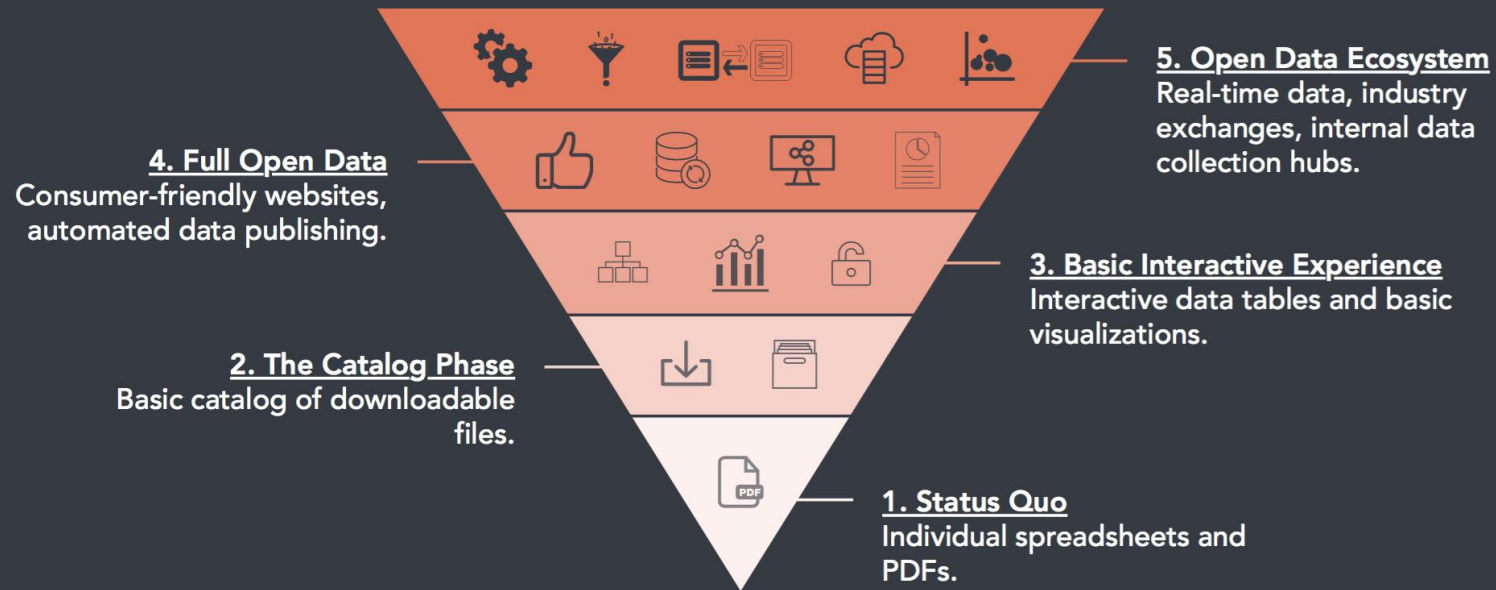 5. Open Data Ecosystem
Real-time data, industry
exchanges, internal data
collection hubs.
4. Full Open Data
Consumer-friendly websites,
automated data publishing.
3. Basic Interactive Experience
Interactive data tables and basic
visualizations.
2. The Catalog Phase
Basic catalog of downloadable
files.
PDF
1. Status Quo
Individual spreadsheets and
PDFs.